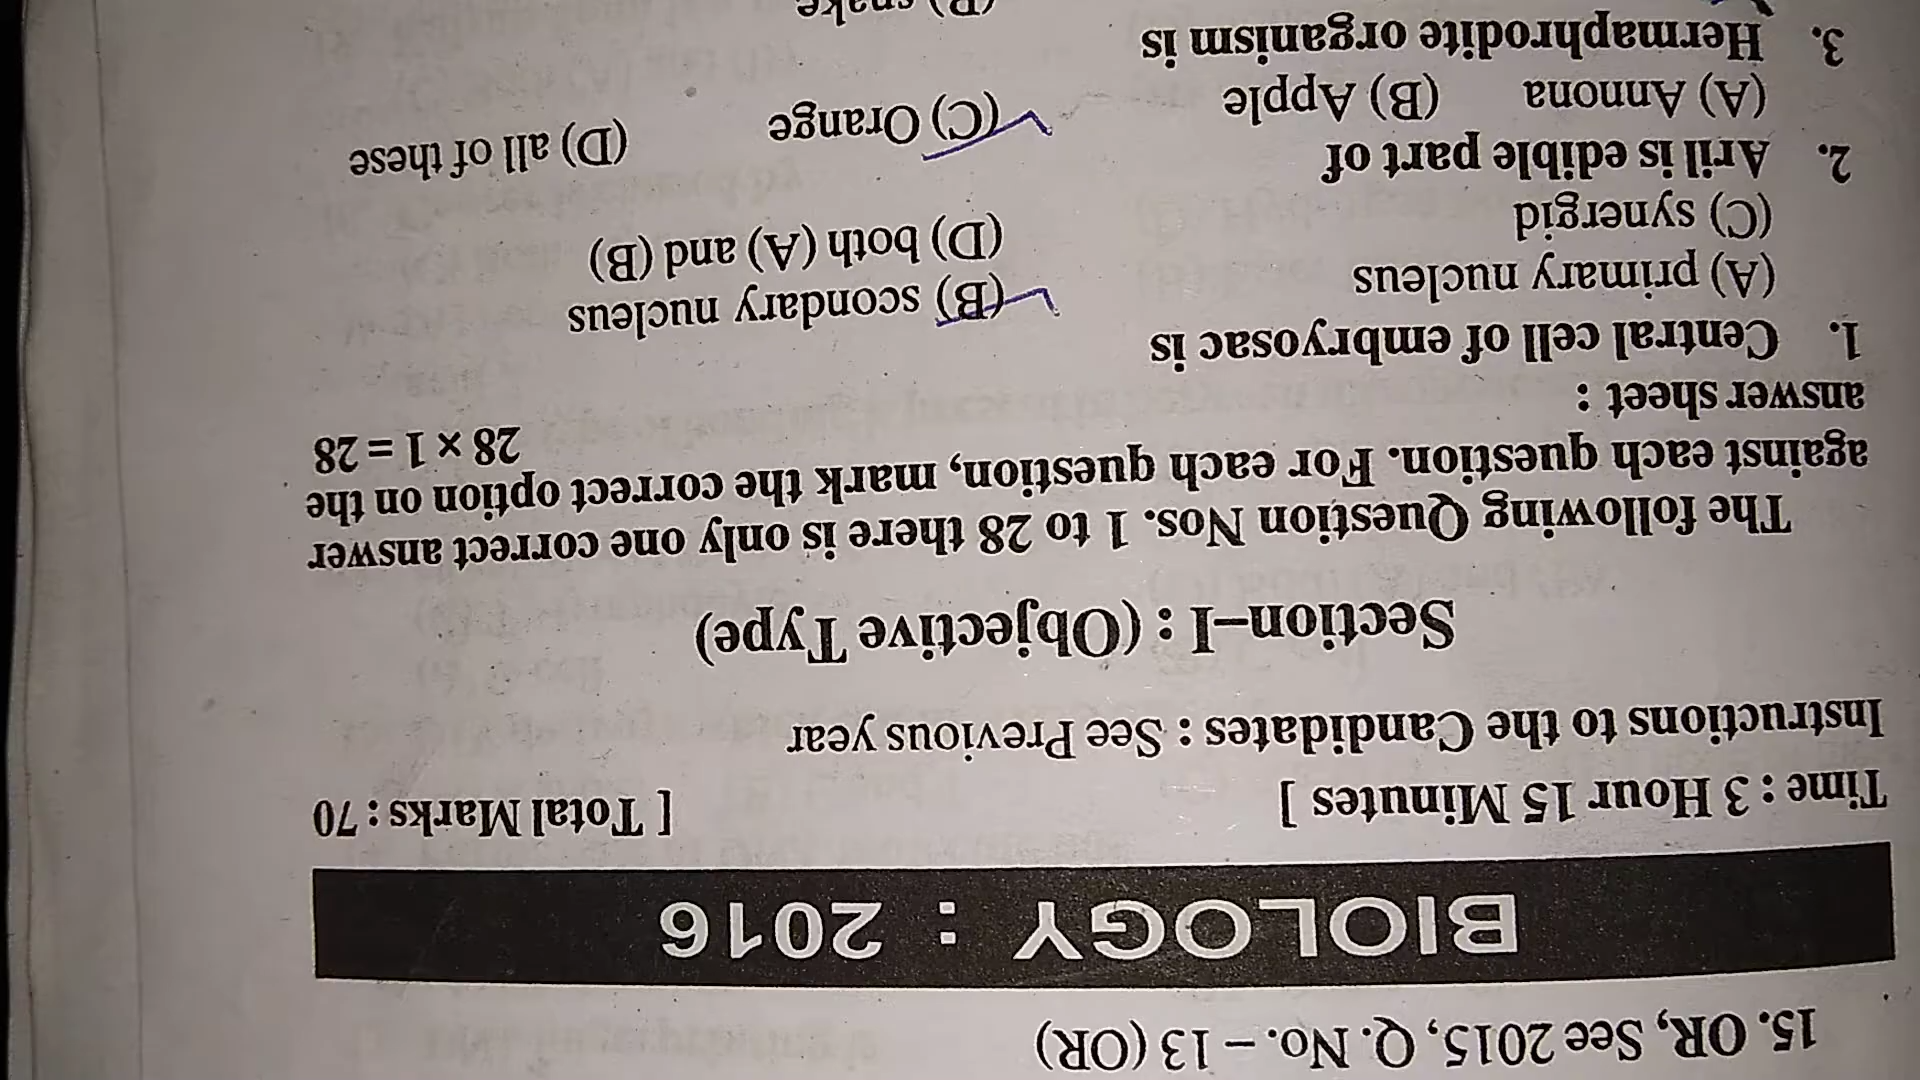 15. OR, See 2015, Q. No. – 13 (OR)
BIOLOGY : 2016
Time : 3 Hour 15 Minutes ] [ Total Marks : 70
Instructions to the Candidates : See Previous year
Section–I : (Objective Type)
The following Question Nos. 1 to 28 there is only one correct answer
against each question. For each question, mark the correct option on the
answer sheet : 28 × 1 = 28
1. Central cell of embryosac is
(A) primary nucleus (B) scondary nucleus
(C) synergid (D) both (A) and (B)
2. Aril is edible part of
(A) Annona (B) Apple (C) Orange (D) all of these
3. Hermaphrodite organism is
(B) snake